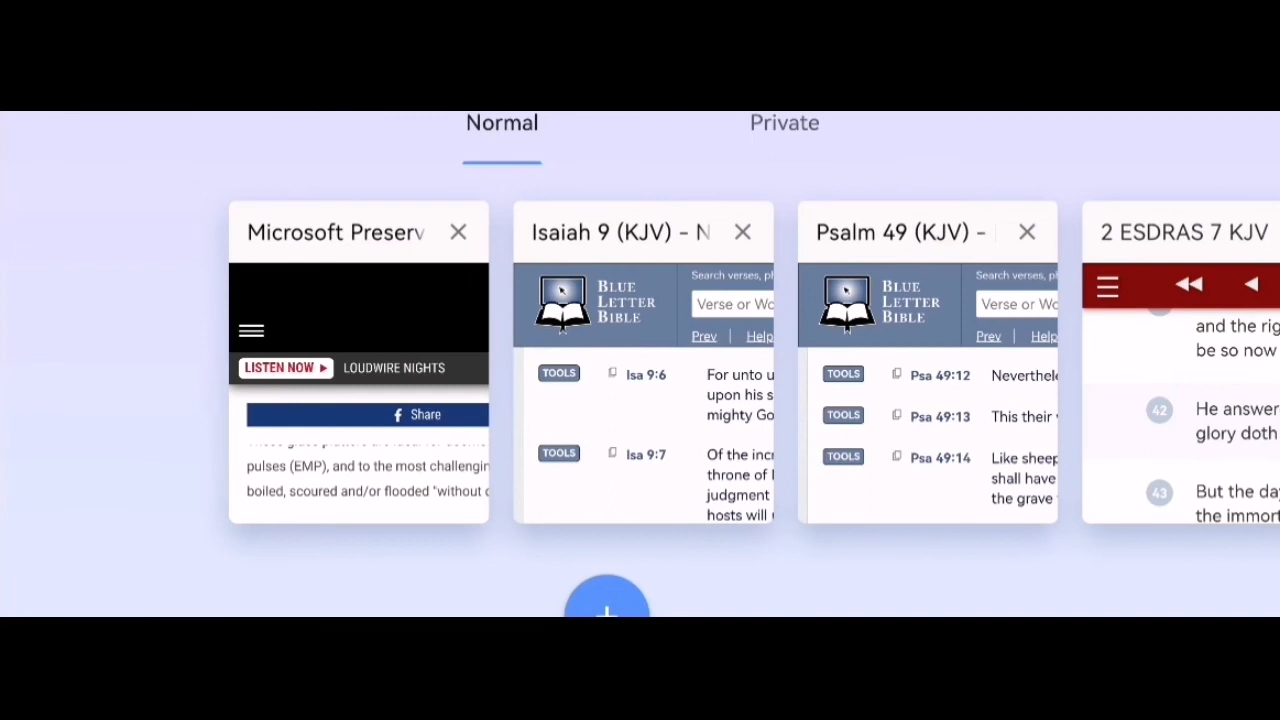 Normal
Private
Microsoft Preserv
LISTEN NOW
LOUDWIRE NIGHTS
f Share
pulses (EMP), and to the most challengin
boiled, scoured and/or flooded "without
Isaiah 9 (KJV) - N
BLUE
LETTER
BIBLE
Search verses, ph
Verse or Wo
Prev | Help
TOOLS Isa 9:6
For unto u
upon his s
mighty Go
TOOLS Isa 9:7
Of the incr
throne of
judgment
hosts will
Psalm 49 (KJV) -
BLUE
LETTER
BIBLE
Search verses, ph
Verse or Wo
Prev | Help
TOOLS Psa 49:12 Neverthele
TOOLS Psa 49:13 This their
TOOLS Psa 49:14 Like sheep
shall have
the grave
2 ESDRAS 7 KJV
and the rig
be so now
42 He answer
glory doth
43 But the day
the immort